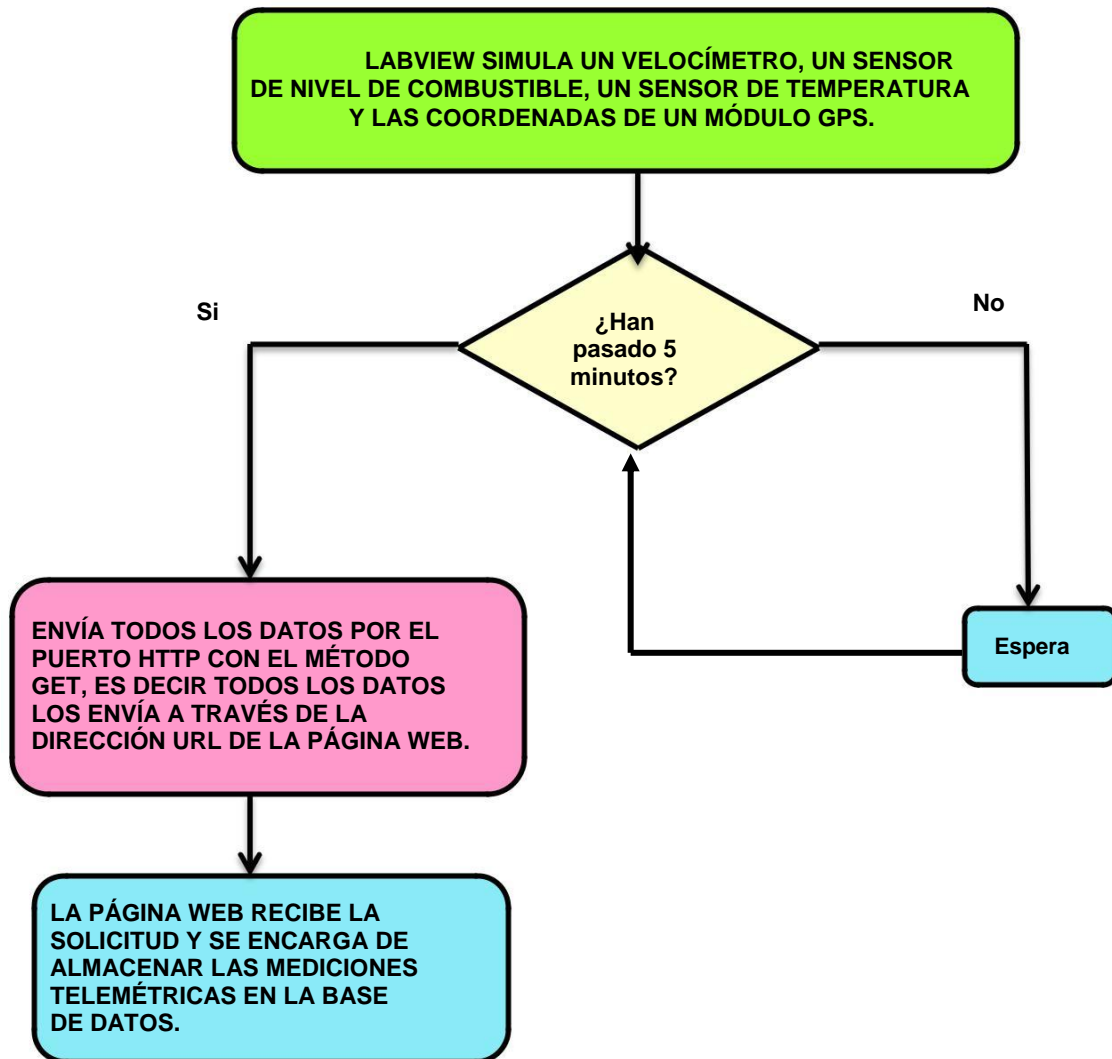 LABVIEW SIMULA UN VELOCÍMETRO, UN SENSOR
DE NIVEL DE COMBUSTIBLE, UN SENSOR DE TEMPERATURA
Y LAS COORDENADAS DE UN MÓDULO GPS.
Si
No
¿Han
pasado 5
minutos?
ENVÍA TODOS LOS DATOS POR EL
PUERTO HTTP CON EL MÉTODO
GET, ES DECIR TODOS LOS DATOS
LOS ENVÍA A TRAVÉS DE LA
DIRECCIÓN URL DE LA PÁGINA WEB.
Espera
LA PÁGINA WEB RECIBE LA
SOLICITUD Y SE ENCARGA DE
ALMACENAR LAS MEDICIONES
TELEMÉTRICAS EN LA BASE
DE DATOS.